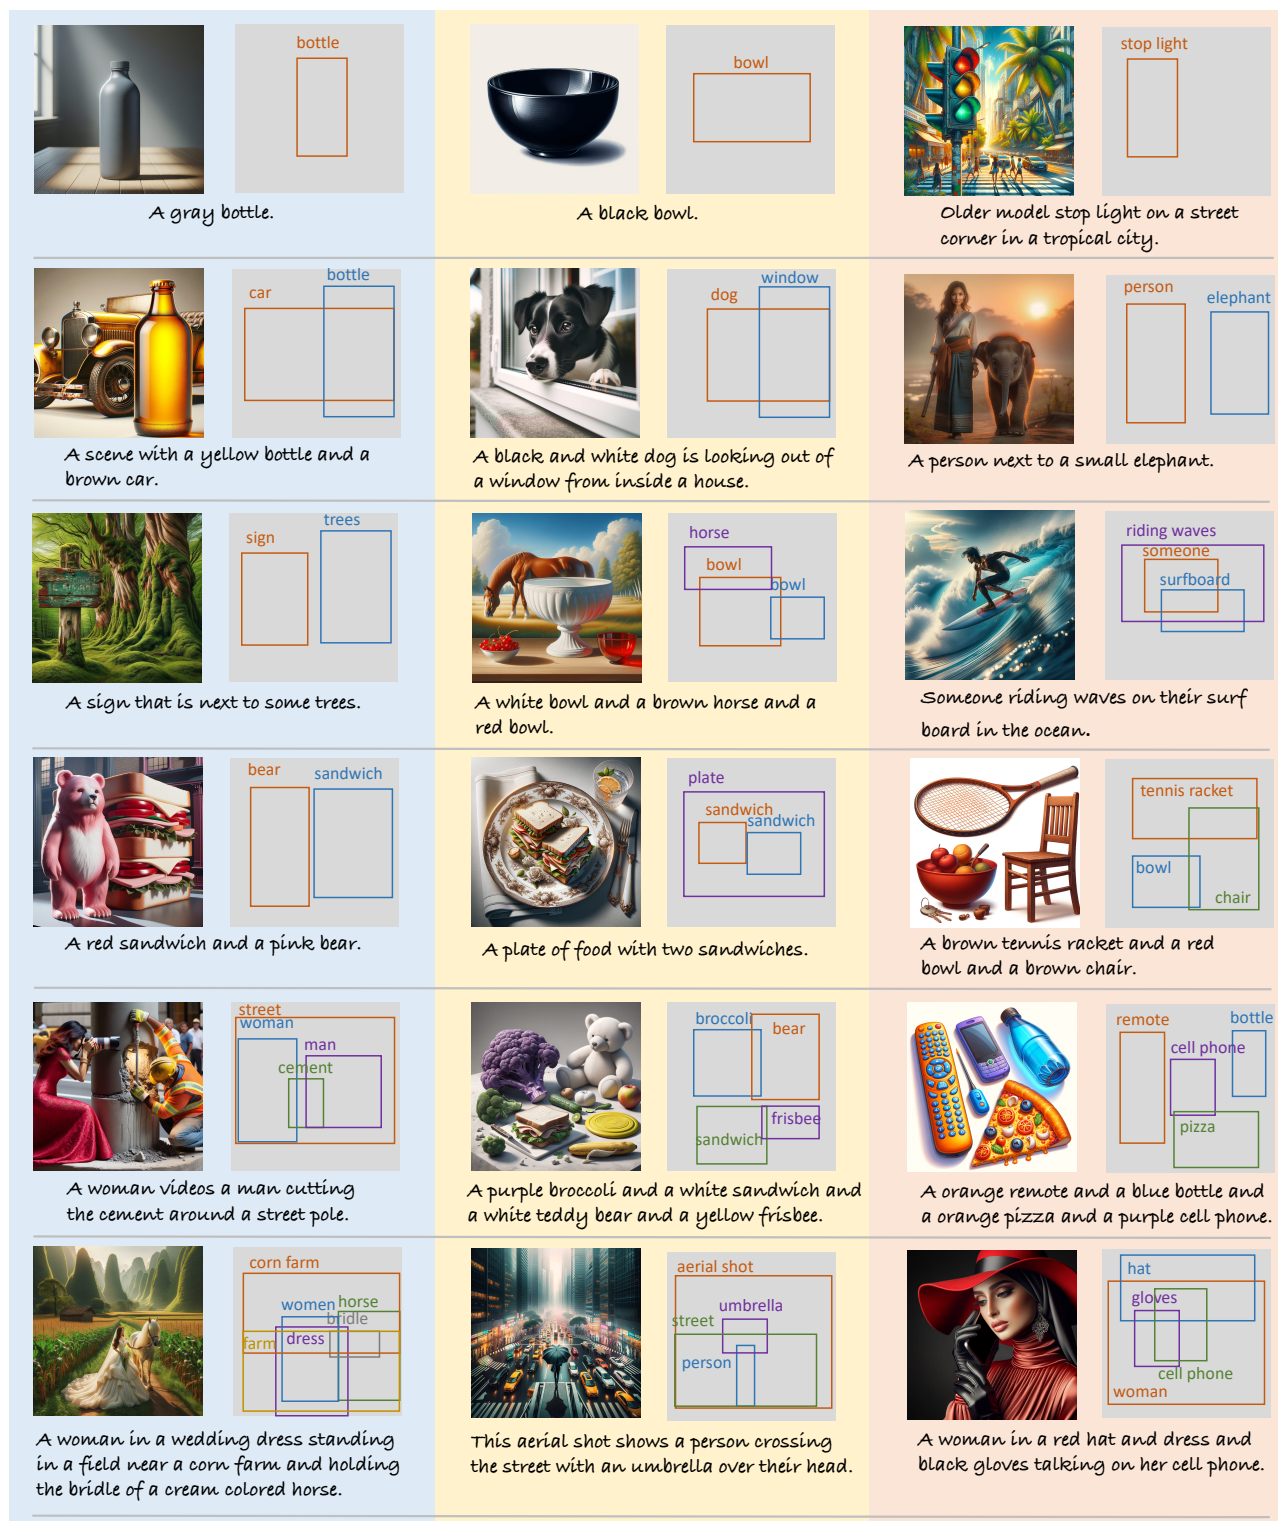 bottle
A gray bottle.
bowl
A black bowl.
stop light
Older model stop light on a street
corner in a tropical city.
car
bottle
A scene with a yellow bottle and a
brown car.
dog
window
A black and white dog is looking out of
a window from inside a house.
person
elephant
A person next to a small elephant.
sign
trees
A sign that is next to some trees.
horse
bowl
bowl
A white bowl and a brown horse and a
red bowl.
riding waves
someone
surfboard
Someone riding waves on their surf
board in the ocean.
bear
sandwich
A red sandwich and a pink bear.
plate
sandwich
sandwich
A plate of food with two sandwiches.
tennis racket
bowl
chair
A brown tennis racket and a red
bowl and a brown chair.
street
woman
man
cement
A woman videos a man cutting
the cement around a street pole.
broccoli
bear
frisbee
sandwich
A purple broccoli and a white sandwich and
a white teddy bear and a yellow frisbee.
remote
bottle
cell phone
pizza
A orange remote and a blue bottle and
a orange pizza and a purple cell phone.
corn farm
women
horse
bridle
farm
dress
A woman in a wedding dress standing
in a field near a corn farm and holding
the bridle of a cream colored horse.
aerial shot
umbrella
street
person
This aerial shot shows a person crossing
the street with an umbrella over their head.
hat
gloves
cell phone
woman
A woman in a red hat and dress and
black gloves talking on her cell phone.